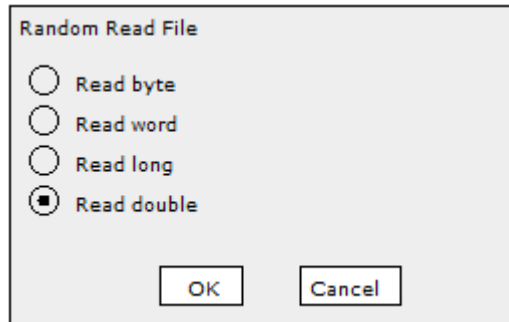 Random Read File
Read byte
Read word
Read long
Read double
OK Cancel